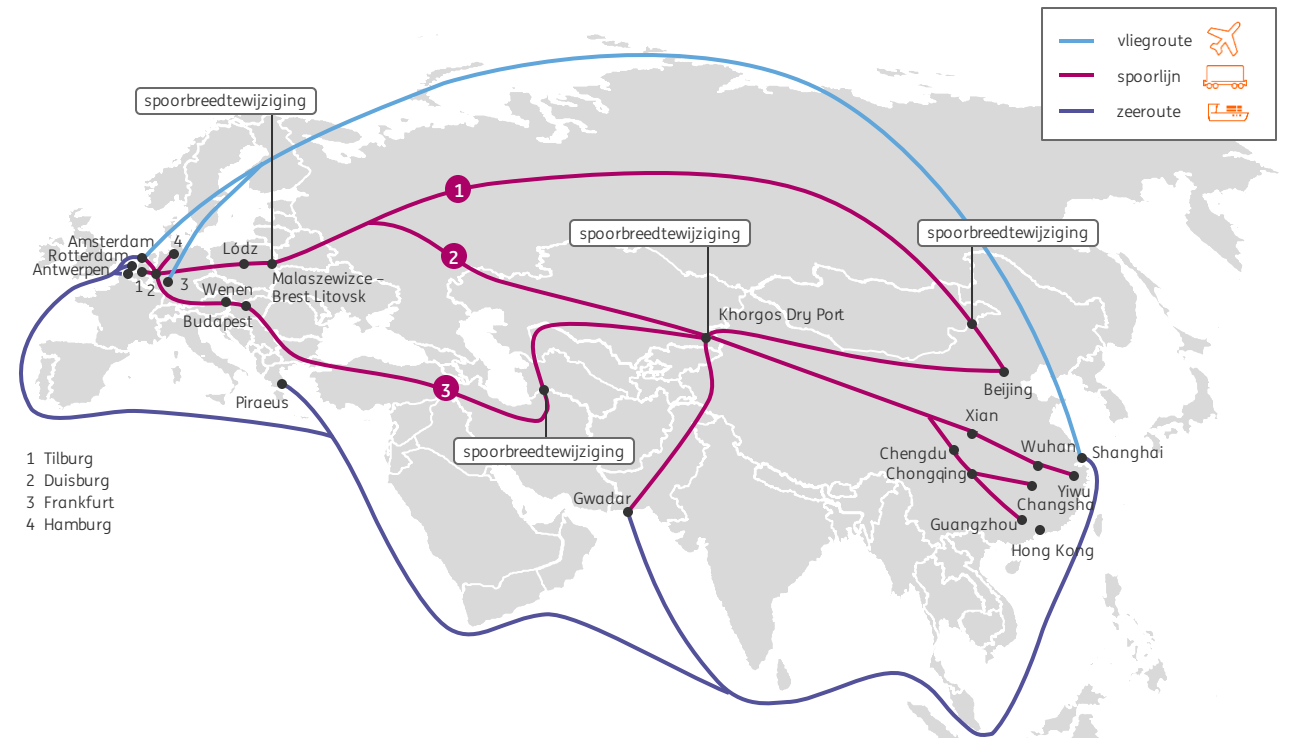 vliegroute
spoorlijn
zeeroute
spoorbreedtewijziging
1
spoorbreedtewijziging
spoorbreedtewijziging
2
Amsterdam
4
Rotterdam
Lódz
Antwerpen
Malaszewizce –
Brest Litovsk
1
2
3
Wenen
Budapest
Khorgos Dry Port
3
Beijing
Piraeus
Xian
spoorbreedtewijziging
Wuhan
Shanghai
Chengdu
Chongqing
Yiwu
Changsha
Gwadar
Guangzhou
Hong Kong
1 Tilburg
2 Duisburg
3 Frankfurt
4 Hamburg